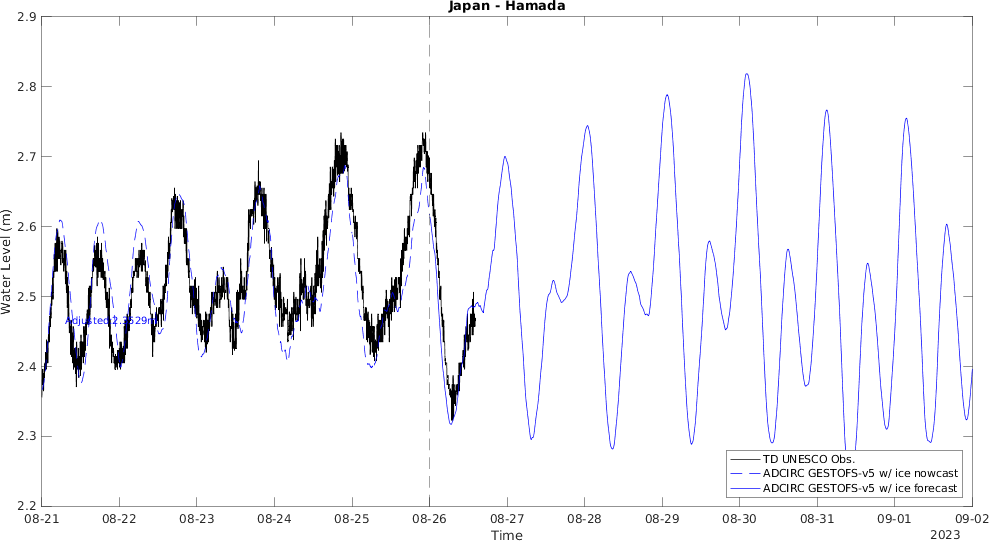 Japan - Hamada
2.9
2.8
2.7
2.6
2.5
2.4
2.3
2.2
Water Level (m)
TD UNESCO Obs.
ADCIRC GESTOFS-v5 w/ ice nowcast
ADCIRC GESTOFS-v5 w/ ice forecast
08-21 08-22 08-23 08-24 08-25 08-26 08-27 08-28 08-29 08-30 08-31 09-01 09-02
Time
2023